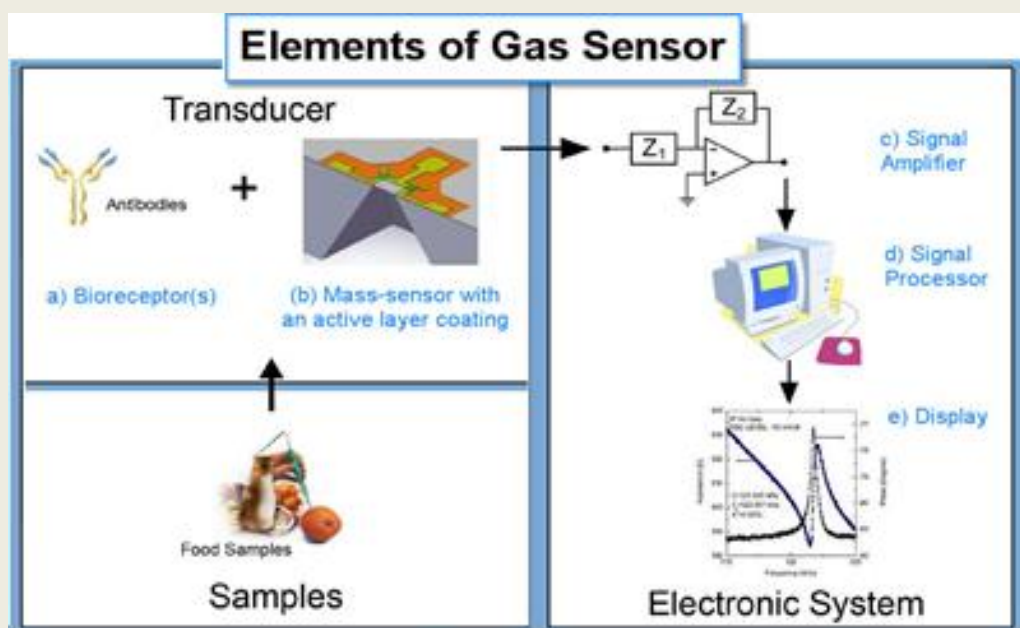 Elements of Gas Sensor
Transducer
Antibodies
+
a) Bioreceptor(s)
(b) Mass-sensor with
an active layer coating
Food Samples
Samples
Z1
Z2
c) Signal
Amplifier
d) Signal
Processor
e) Display
Electronic System